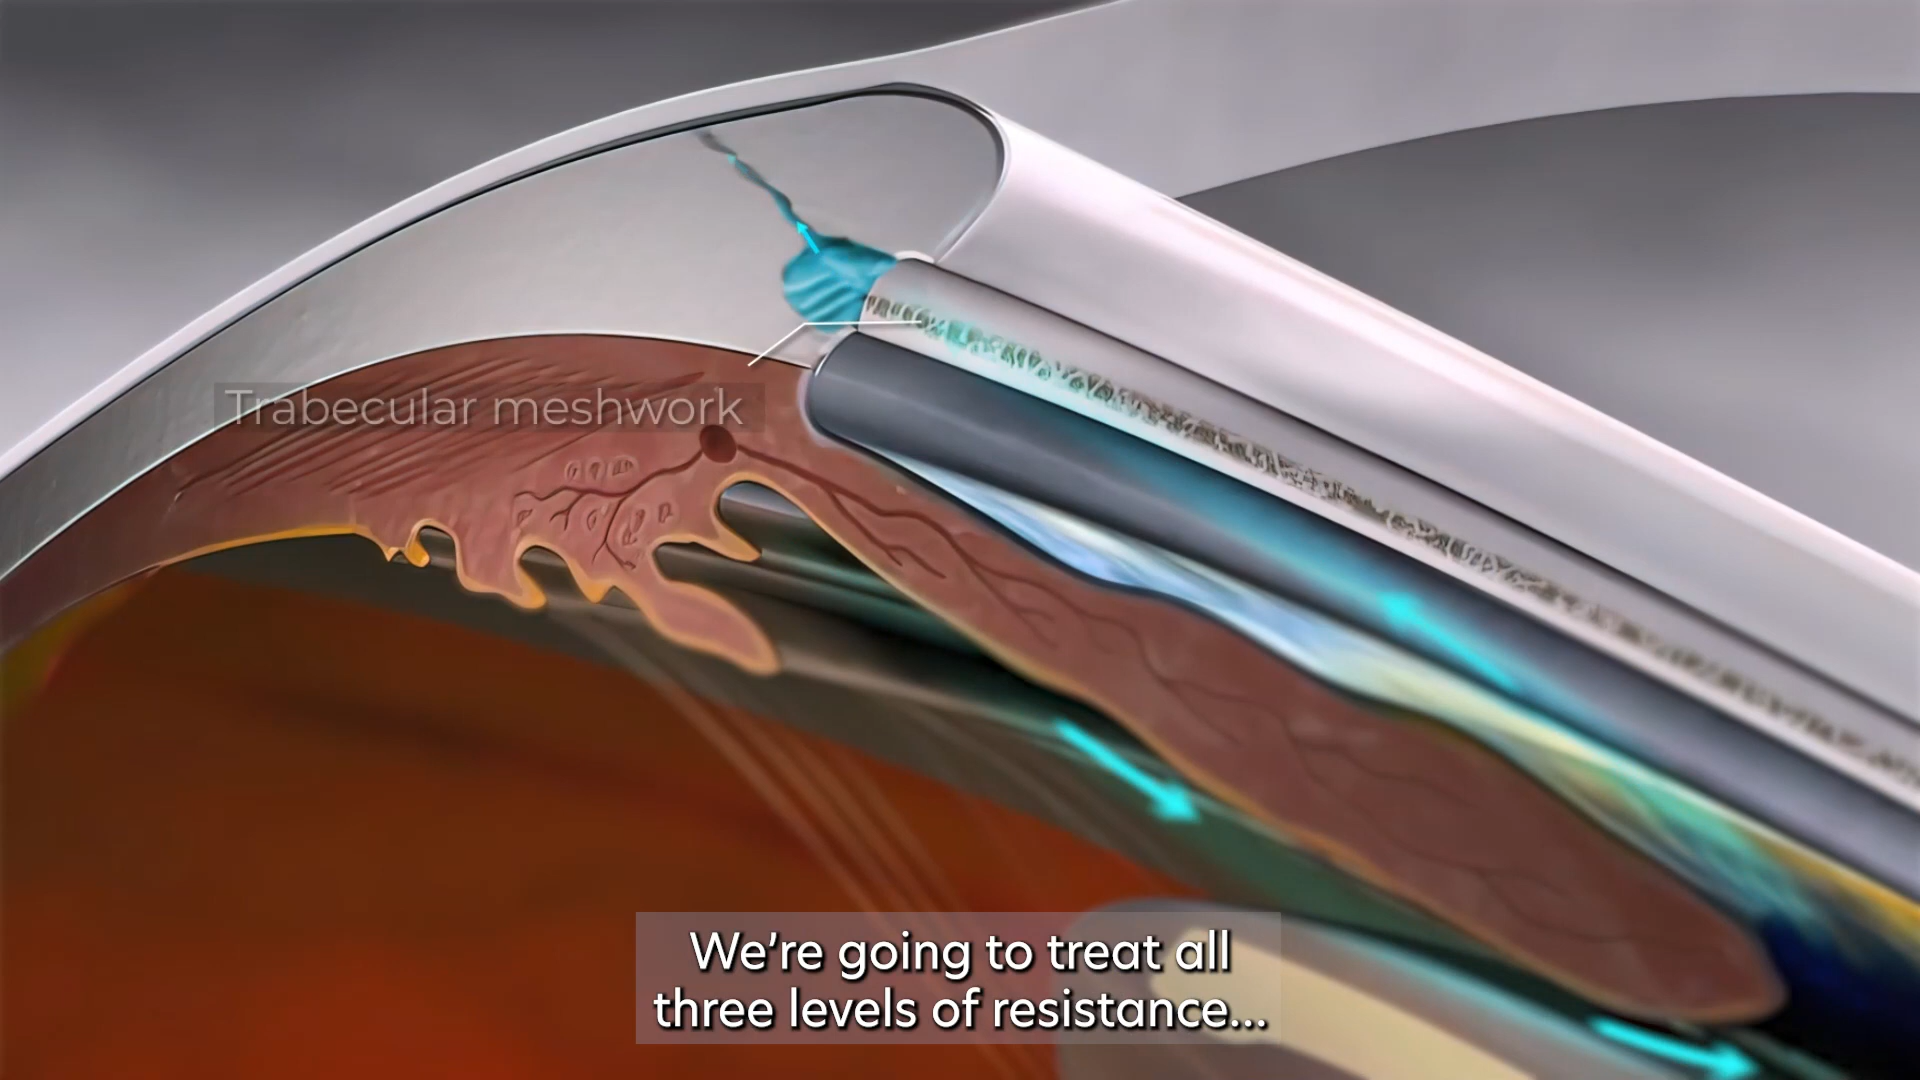 Trabecular meshwork
We're going to treat all
three levels of resistance...